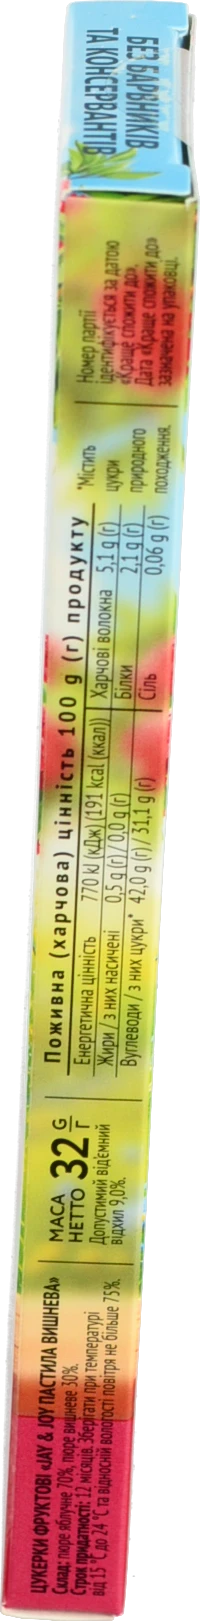 ЦУКЕРКИ ФРУКТОВІ «JAY & JOY ПАСТИЛА ВИШНЕВА»
Склад: пюре яблучне 70%, пюре вишневе 30%.
Строк придатності: 12 місяців. Зберігати при температурі
від 15 °С до 24 °С та відносній вологості повітря не більше 75%.
МАСА
НЕТТО 32 G/Г
Допустимий від'ємний
відхил 9,0%.
Поживна (харчова) цінність 100 g (г) продукту
Енергетична цінність 770 kJ (кДж) (191 kcal (ккал))
Жири / з них насичені 0,5 g (г) / 0,0 g (г)
Вуглеводи / з них цукри* 42,0 g (г) / 31,1 g (г)
Харчові волокна 5,1 g (г)
Білки 2,1 g (г)
Сіль 0,06 g (г)
*Містить
цукри
природного
походження.
Номер партії
ідентифікується за датою
«Краще спожити до».
Дата «Краще спожити до»
зазначена на упаковці.
БЕЗ БАРВНИКІВ
ТА КОНСЕРВАНТІВ